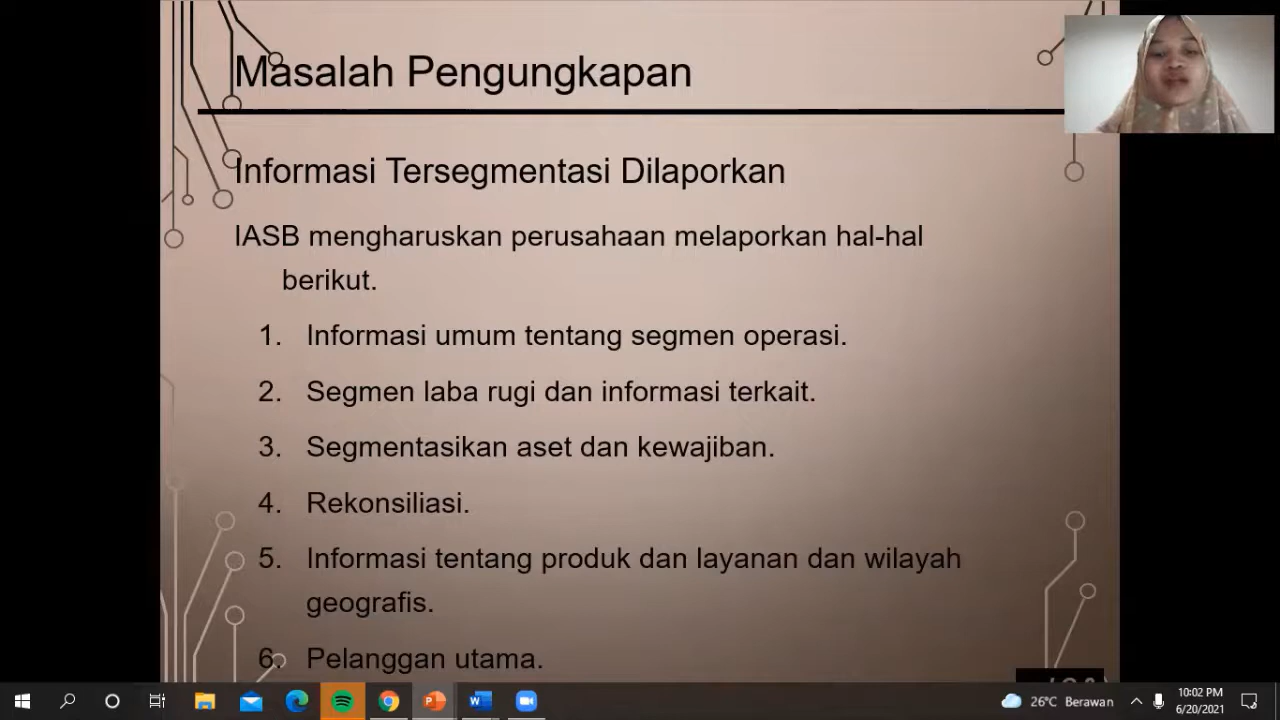 Masalah Pengungkapan
Informasi Tersegmentasi Dilaporkan
IASB mengharuskan perusahaan melaporkan hal-hal
berikut.
1. Informasi umum tentang segmen operasi.
2. Segmen laba rugi dan informasi terkait.
3. Segmentasikan aset dan kewajiban.
4. Rekonsiliasi.
5. Informasi tentang produk dan layanan dan wilayah
geografis.
6. Pelanggan utama.
26°C Berawan
10:02 PM
6/20/2021